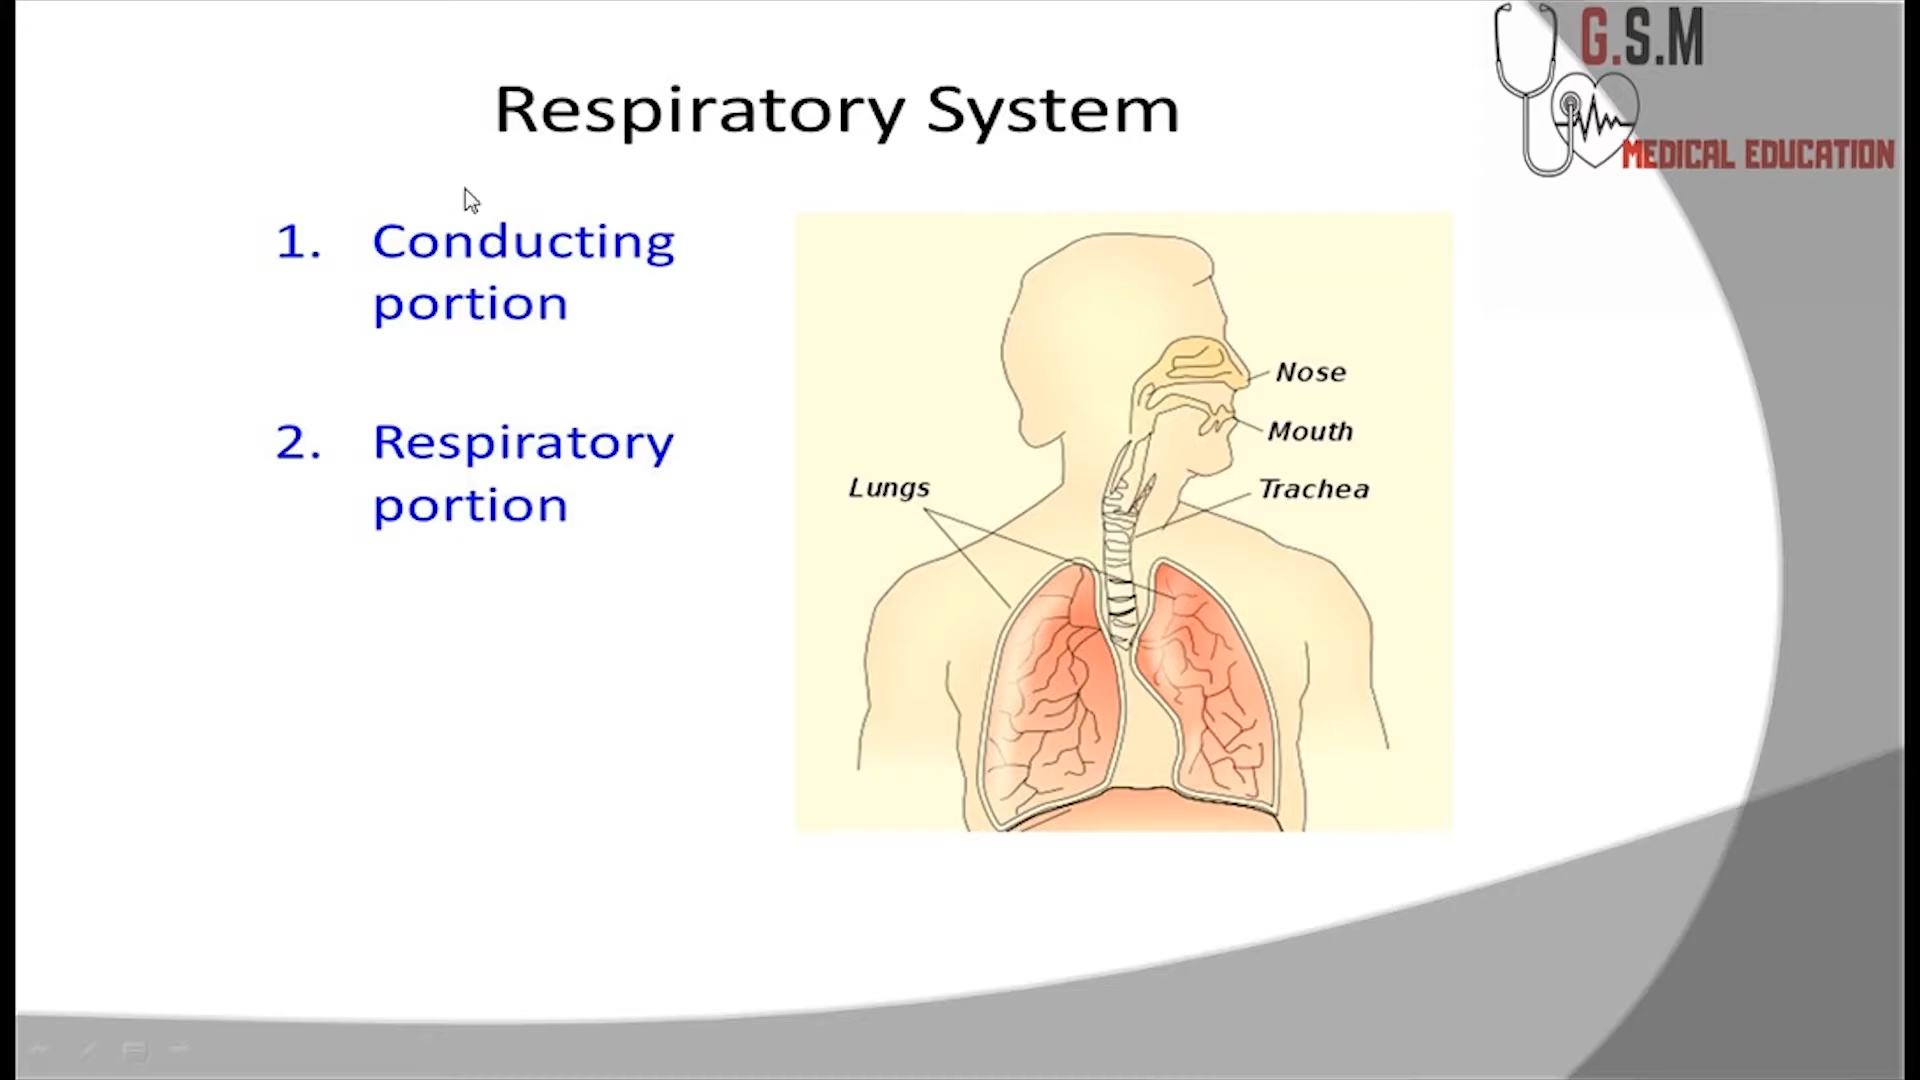 G.S.M
MEDICAL EDUCATION
Respiratory System
1. Conducting
portion
2. Respiratory
portion
Nose
Mouth
Lungs
Trachea